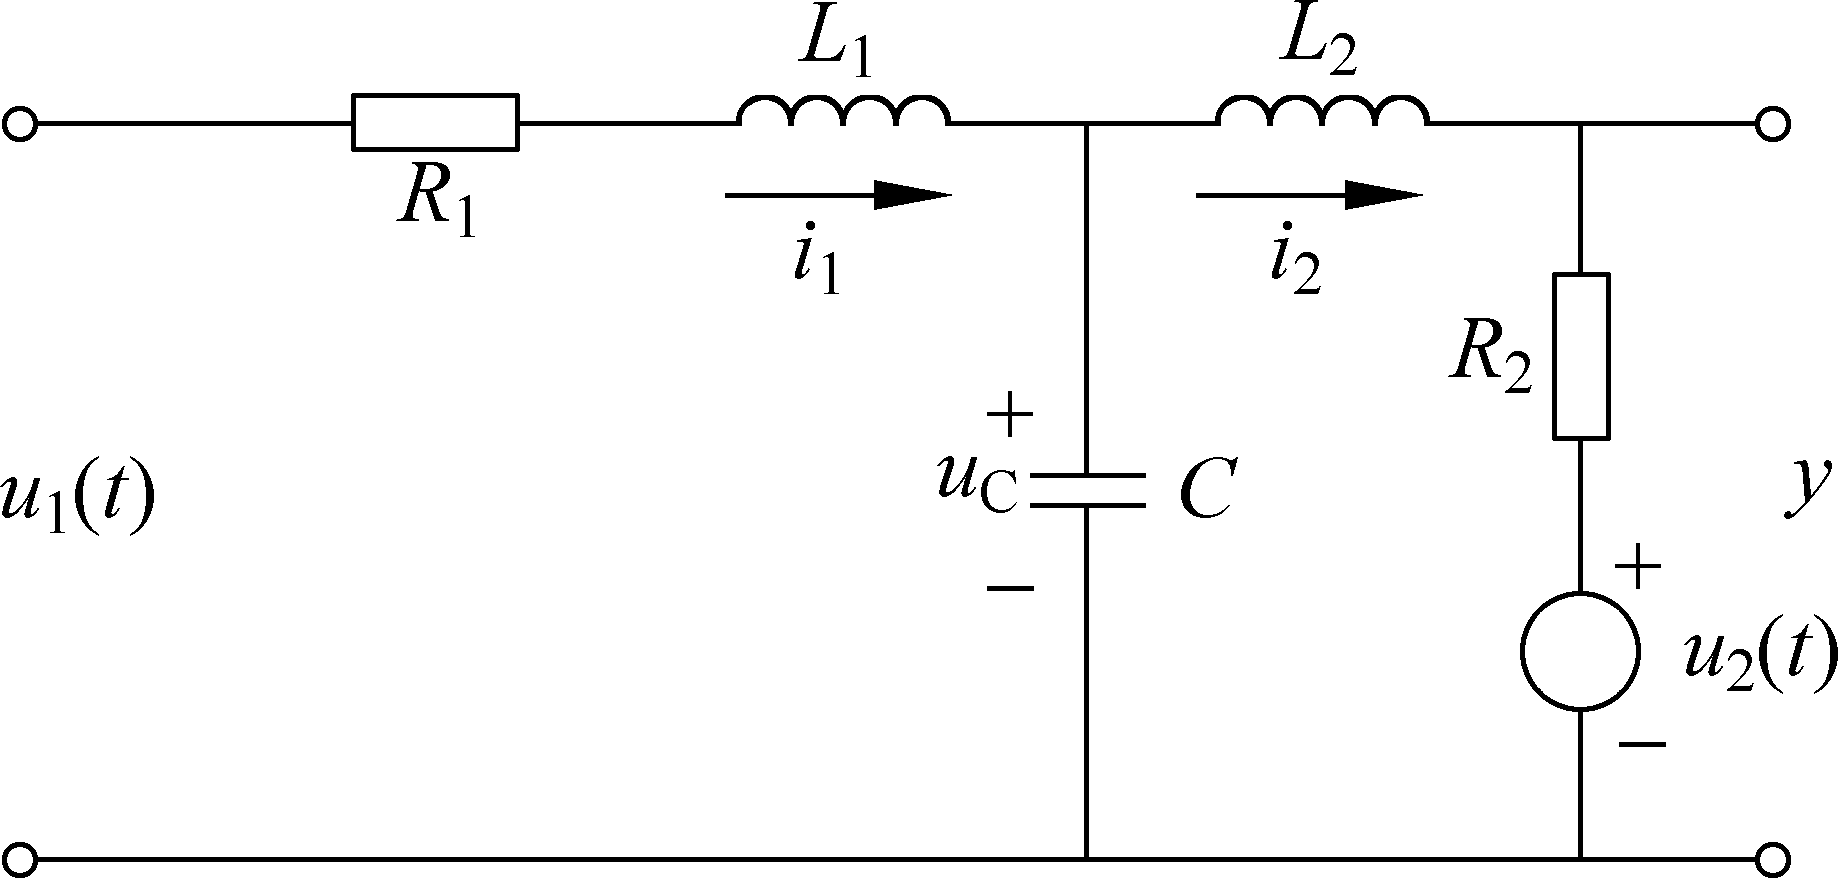 L1
L2
R1
i1
i2
R2
+
uC
C
−
u1(t)
y
+
u2(t)
−